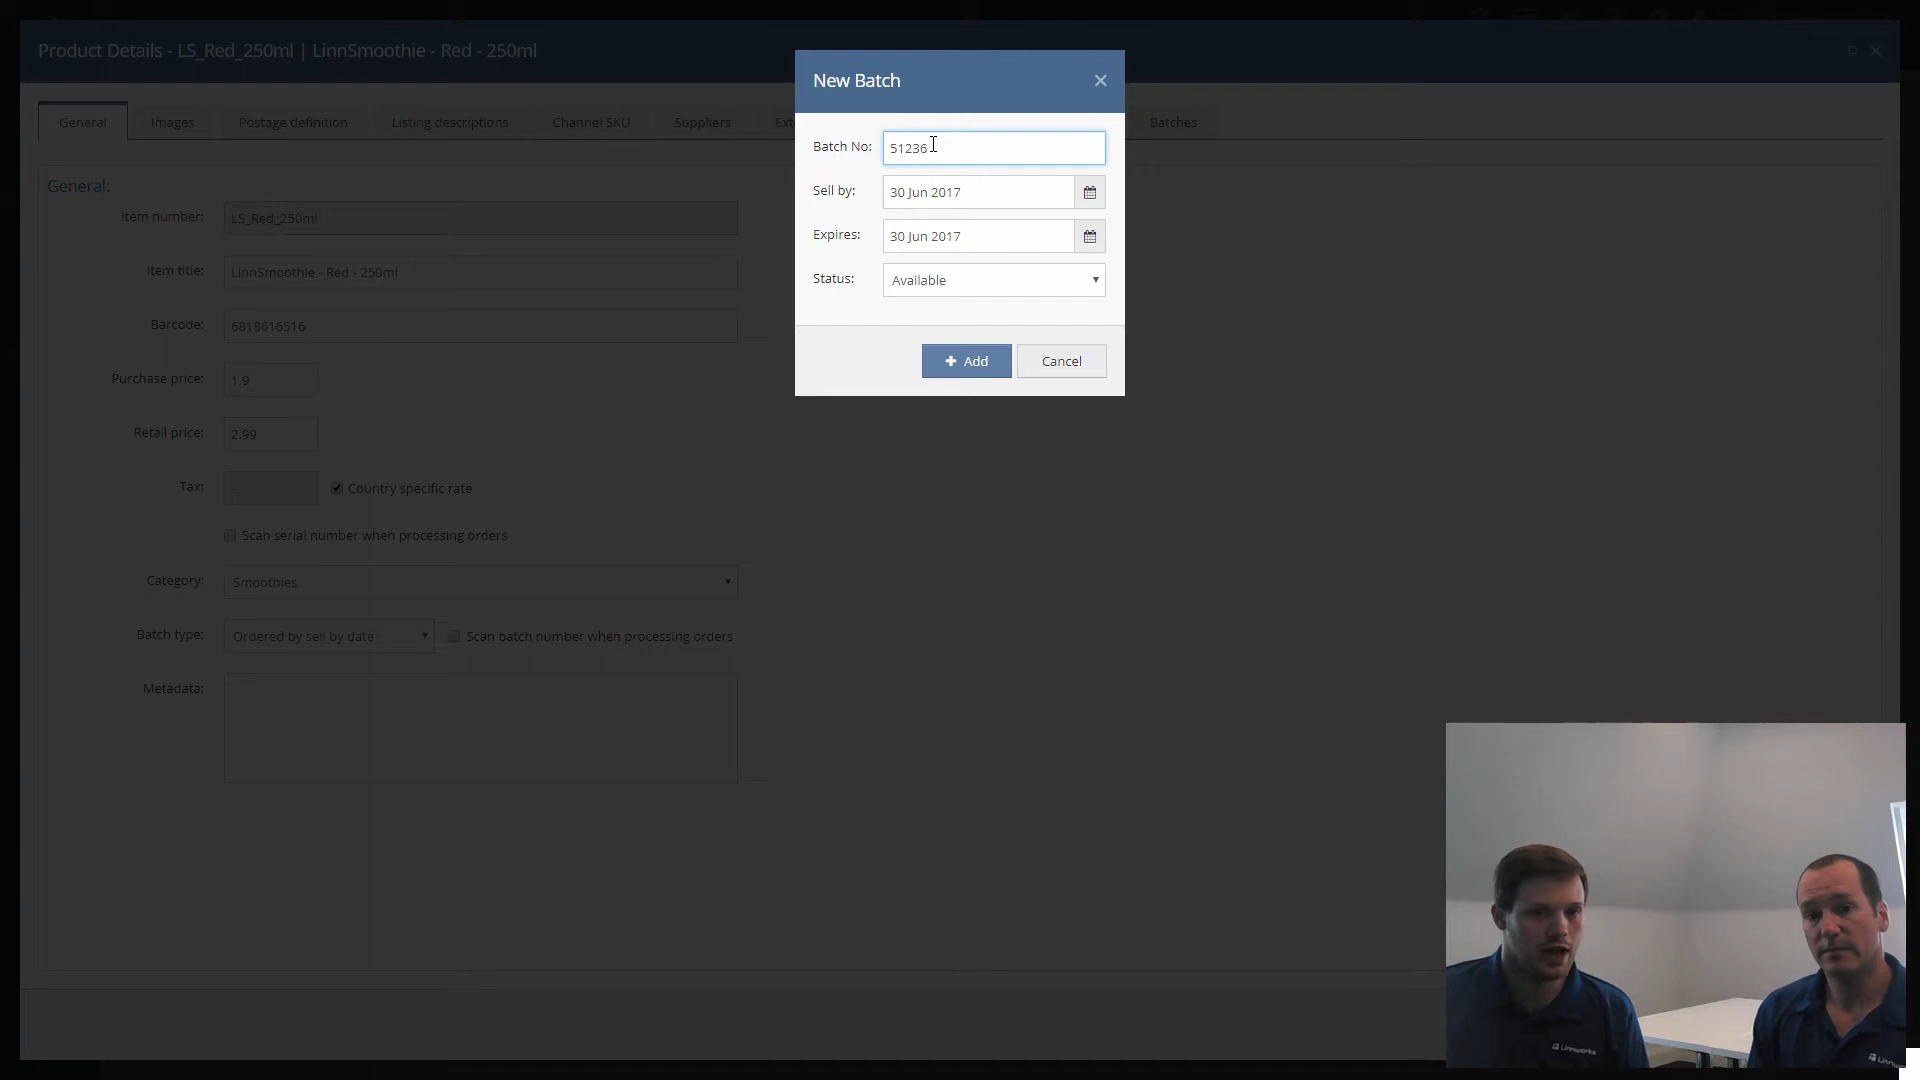 Product Details - LS_Red_250ml | LinnSmoothie - Red - 250ml
New Batch
General Images Postage definition Listing descriptions Channel SKU Suppliers Batches
Batch No: 51236
Sell by: 30 Jun 2017
Expires: 30 Jun 2017
Status: Available
Add Cancel
General:
Item number: LS_Red_250ml
Item title: LinnSmoothie - Red - 250ml
Barcode: 6818616516
Purchase price: 1.9
Retail price: 2.99
Tax: - Country specific rate
Scan serial number when processing orders
Category: Smoothies
Batch type: Ordered by sell by date Scan batch number when processing orders
Metadata:
Linnworks